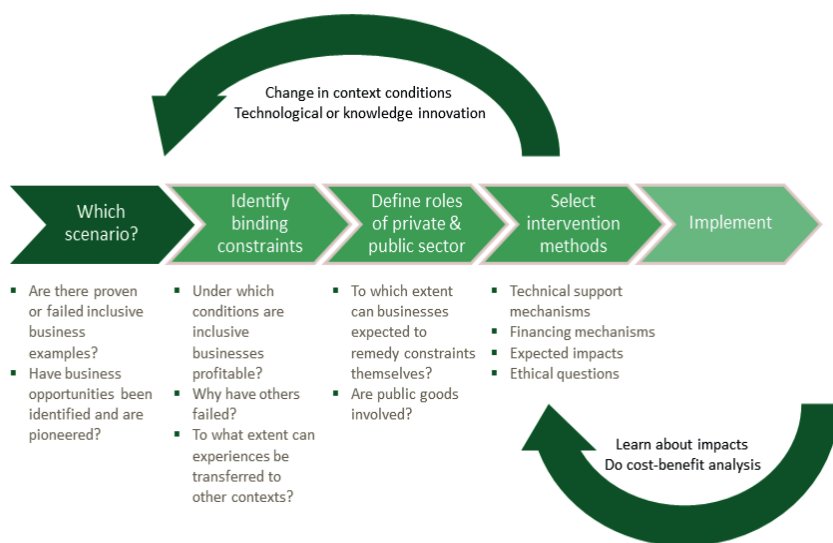 Change in context conditions
Technological or knowledge innovation
Which
scenario?
Identify
binding
constraints
Define roles
of private &
public sector
Select
intervention
methods
Implement
▪ Are there proven
or failed inclusive
business
examples?
▪ Have business
opportunities been
identified and are
pioneered?
▪ Under which
conditions are
inclusive
businesses
profitable?
▪ Why have others
failed?
▪ To what extent can
experiences be
transferred to
other contexts?
▪ To which extent
can businesses
expected to
remedy constraints
themselves?
▪ Are public goods
involved?
▪ Technical support
mechanisms
▪ Financing mechanisms
▪ Expected impacts
▪ Ethical questions
Learn about impacts
Do cost-benefit analysis